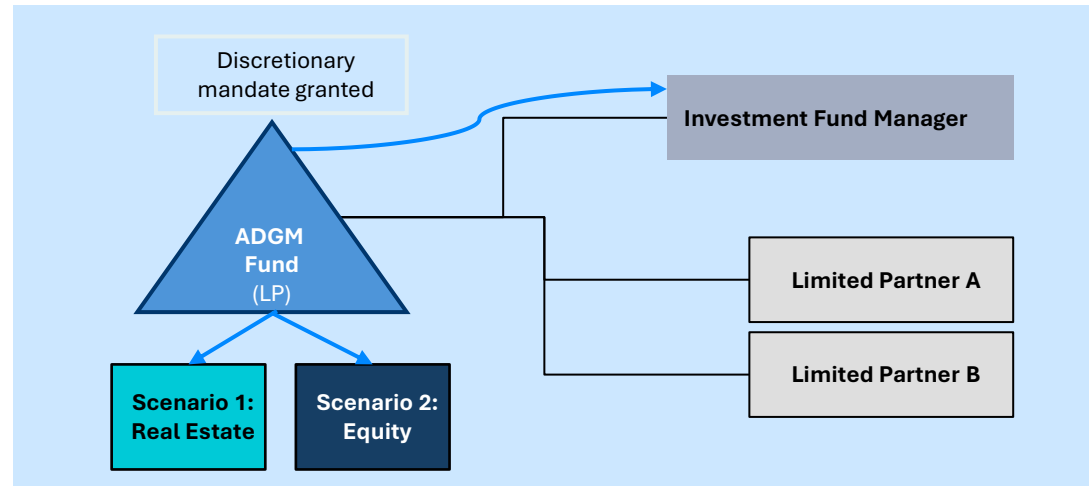 Discretionary
mandate granted
Investment Fund Manager
ADGM
Fund
(LP)
Limited Partner A
Limited Partner B
Scenario 1:
Real Estate
Scenario 2:
Equity